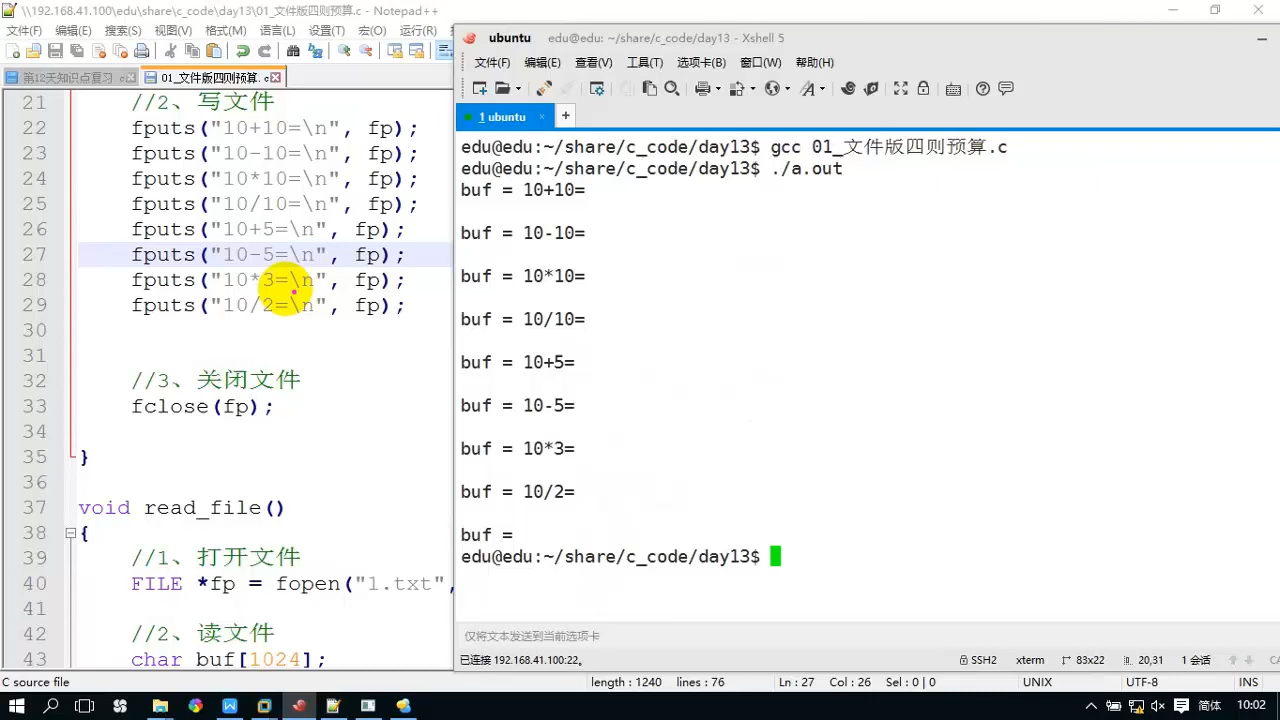 \\192.168.41.100\edu\share\c_code\day13\01_文件版四则预算.c - Notepad++
文件(F) 编辑(E) 搜索(S) 视图(V) 格式(M) 语言(L) 设置(T) 宏(O) 运行(R)
第12天知识点复习 .c
01_文件版四则预算.c
21 //2、写文件
22 fputs("10+10=\n", fp);
23 fputs("10-10=\n", fp);
24 fputs("10*10=\n", fp);
25 fputs("10/10=\n", fp);
26 fputs("10+5=\n", fp);
27 fputs("10-5=\n", fp);
28 fputs("10*3=\n", fp);
29 fputs("10/2=\n", fp);
30
31
32 //3、关闭文件
33 fclose(fp);
34
35 }
36
37 void read_file()
38 {
39 //1、打开文件
40 FILE *fp = fopen("1.txt",
41
42 //2、读文件
43 char buf[1024];
C source file
ubuntu edu@edu: ~/share/c_code/day13 - Xshell 5
文件(F) 编辑(E) 查看(V) 工具(T) 选项卡(B) 窗口(W) 帮助(H)
1 ubuntu × +
edu@edu:~/share/c_code/day13$ gcc 01_文件版四则预算.c
edu@edu:~/share/c_code/day13$ ./a.out
buf = 10+10=
buf = 10-10=
buf = 10*10=
buf = 10/10=
buf = 10+5=
buf = 10-5=
buf = 10*3=
buf = 10/2=
buf =
edu@edu:~/share/c_code/day13$
仅将文本发送到当前选项卡
已连接 192.168.41.100:22。 SSH2 xterm 83x22 20,31 1 会话
length : 1240 lines : 76 Ln : 27 Col : 26 Sel : 0 | 0 UNIX UTF-8 INS
简体 10:02